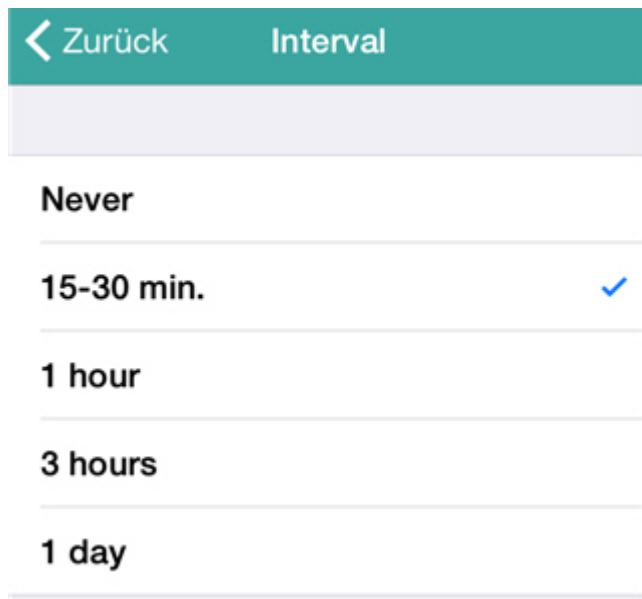 Zurück Interval
Never
15-30 min.
1 hour
3 hours
1 day